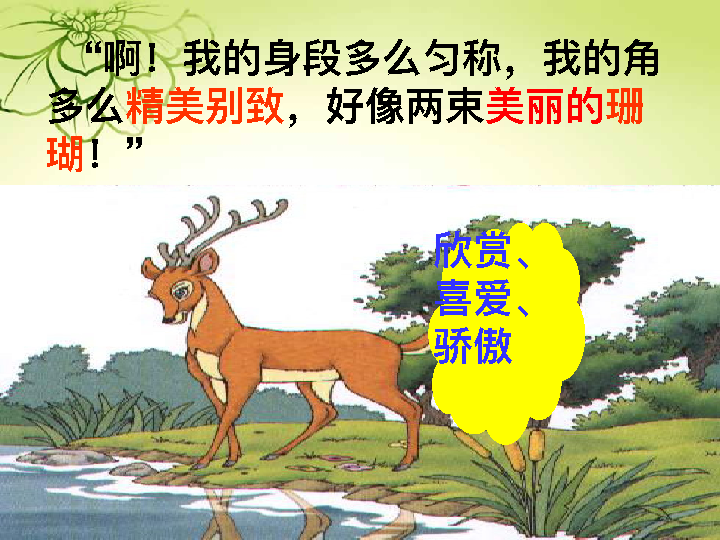 “啊！我的身段多么匀称，我的角
多么精美别致，好像两束美丽的珊
瑚！”
欣赏、
喜爱、
骄傲